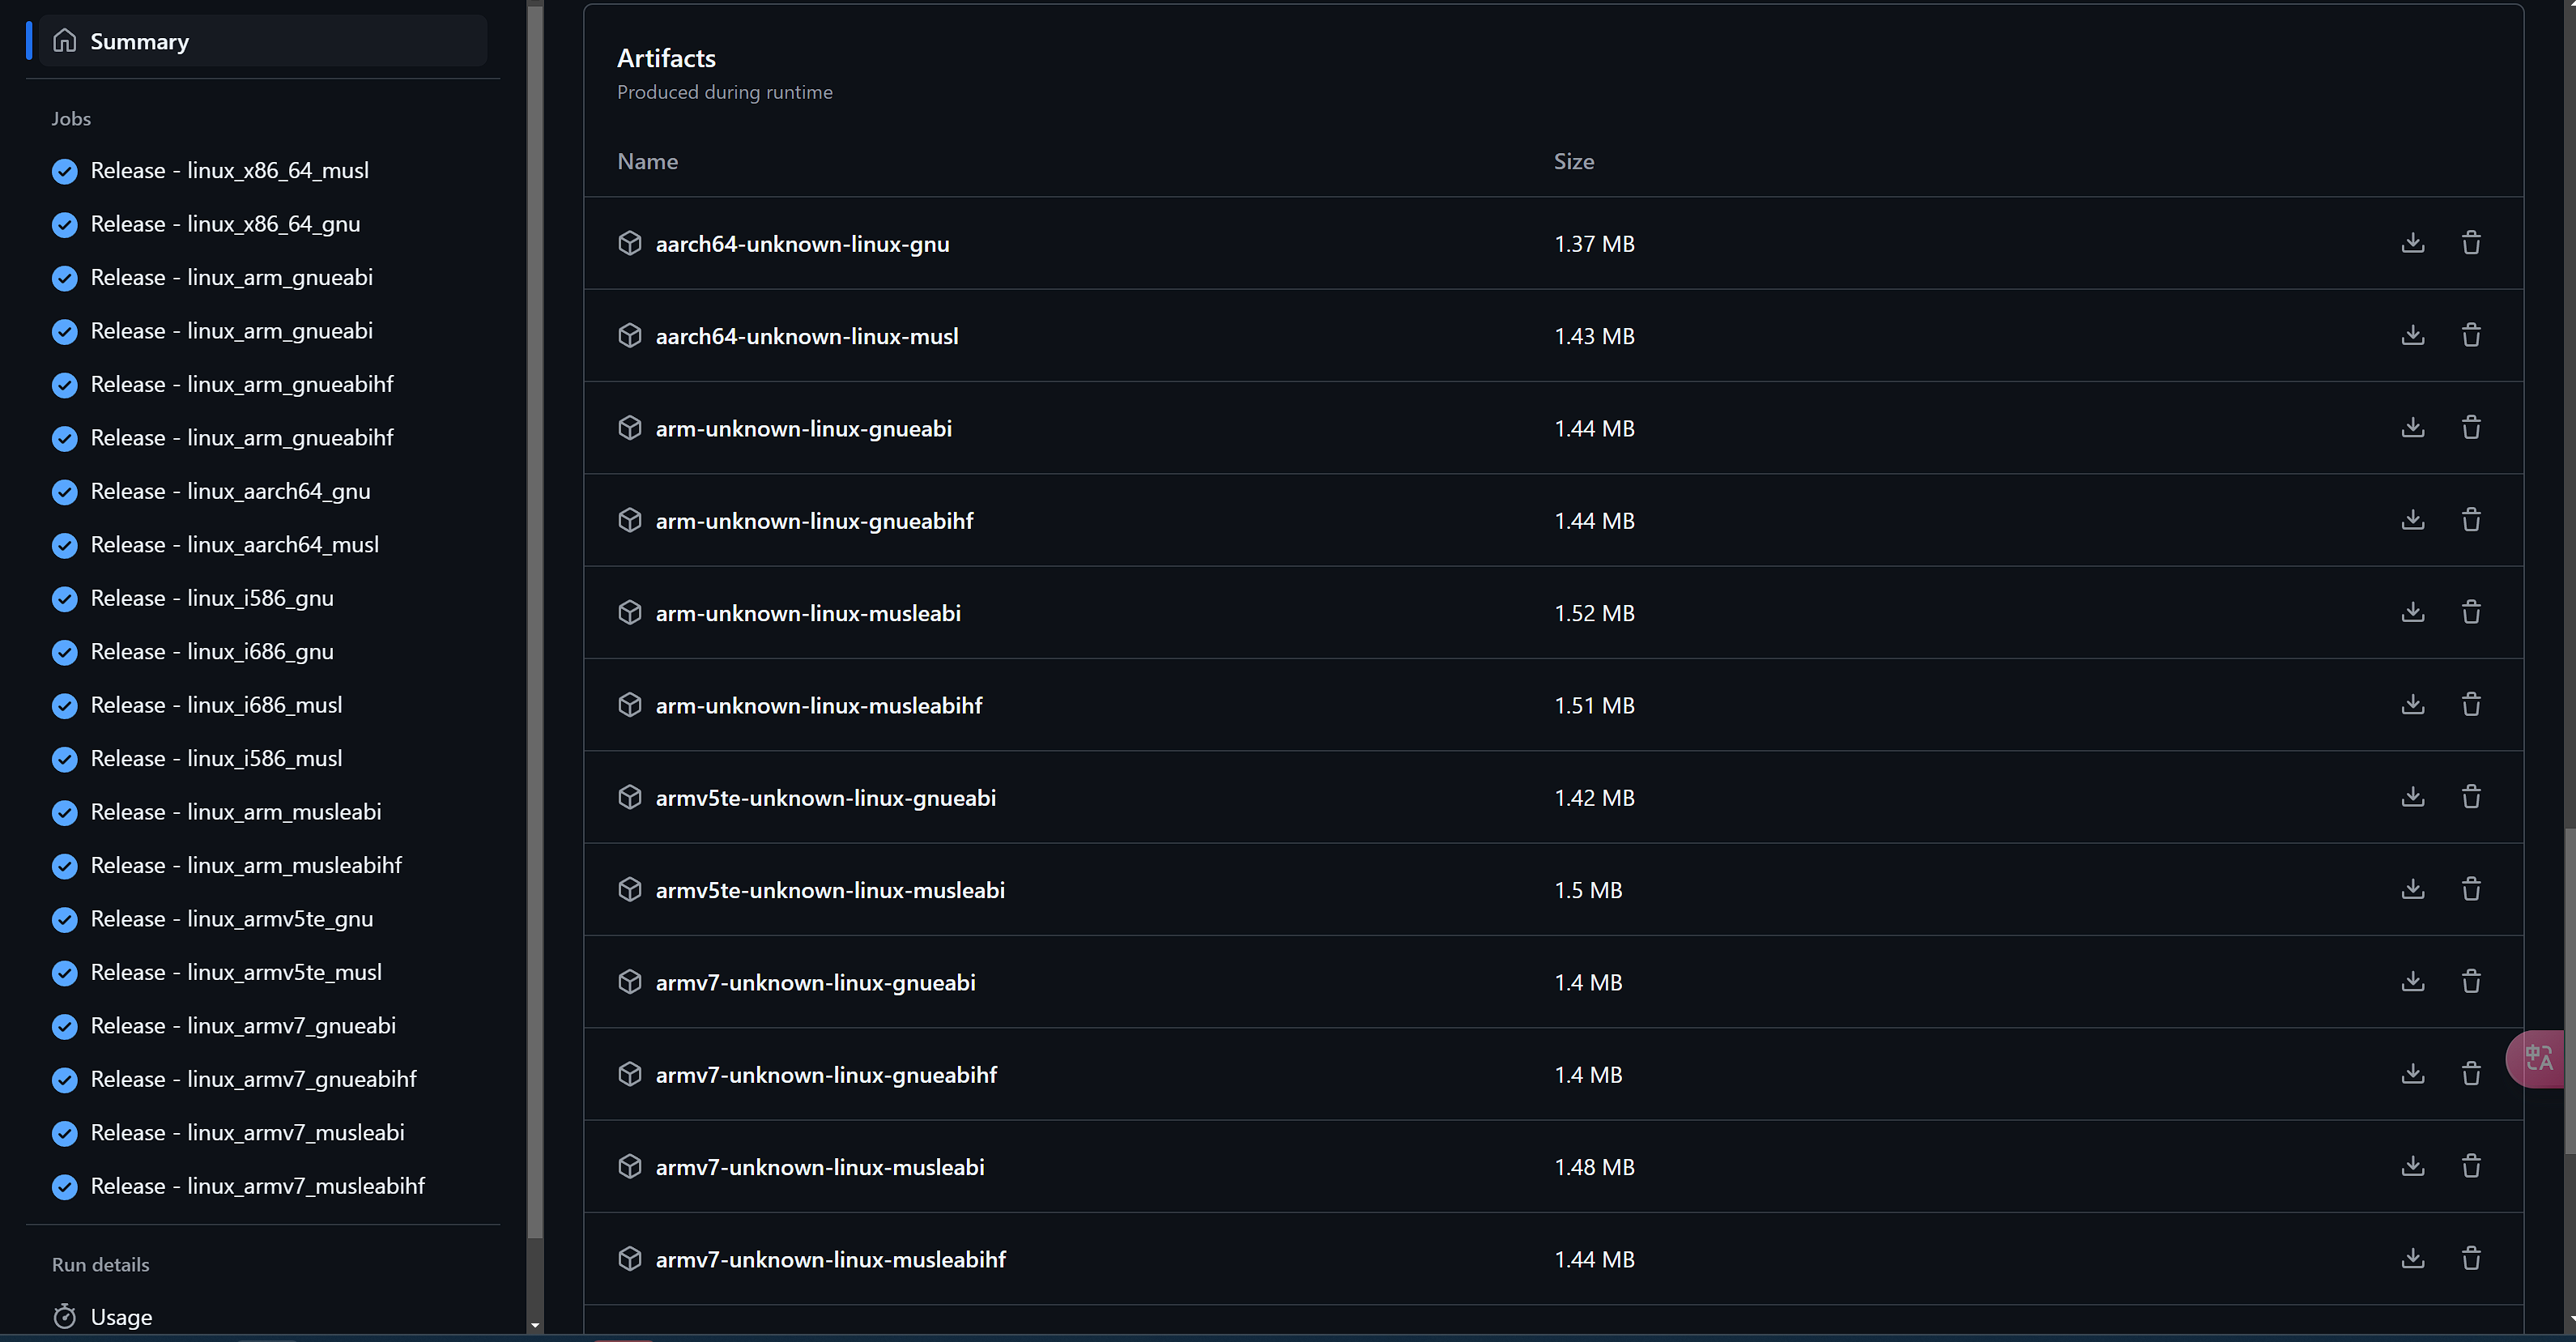 Summary
Jobs
Release - linux_x86_64_musl
Release - linux_x86_64_gnu
Release - linux_arm_gnueabi
Release - linux_arm_gnueabi
Release - linux_arm_gnueabihf
Release - linux_arm_gnueabihf
Release - linux_aarch64_gnu
Release - linux_aarch64_musl
Release - linux_i586_gnu
Release - linux_i686_gnu
Release - linux_i686_musl
Release - linux_i586_musl
Release - linux_arm_musleabi
Release - linux_arm_musleabihf
Release - linux_armv5te_gnu
Release - linux_armv5te_musl
Release - linux_armv7_gnueabi
Release - linux_armv7_gnueabihf
Release - linux_armv7_musleabi
Release - linux_armv7_musleabihf
Run details
Usage
Artifacts
Produced during runtime
Name Size
aarch64-unknown-linux-gnu 1.37 MB
aarch64-unknown-linux-musl 1.43 MB
arm-unknown-linux-gnueabi 1.44 MB
arm-unknown-linux-gnueabihf 1.44 MB
arm-unknown-linux-musleabi 1.52 MB
arm-unknown-linux-musleabihf 1.51 MB
armv5te-unknown-linux-gnueabi 1.42 MB
armv5te-unknown-linux-musleabi 1.5 MB
armv7-unknown-linux-gnueabi 1.4 MB
armv7-unknown-linux-gnueabihf 1.4 MB
armv7-unknown-linux-musleabi 1.48 MB
armv7-unknown-linux-musleabihf 1.44 MB
中A